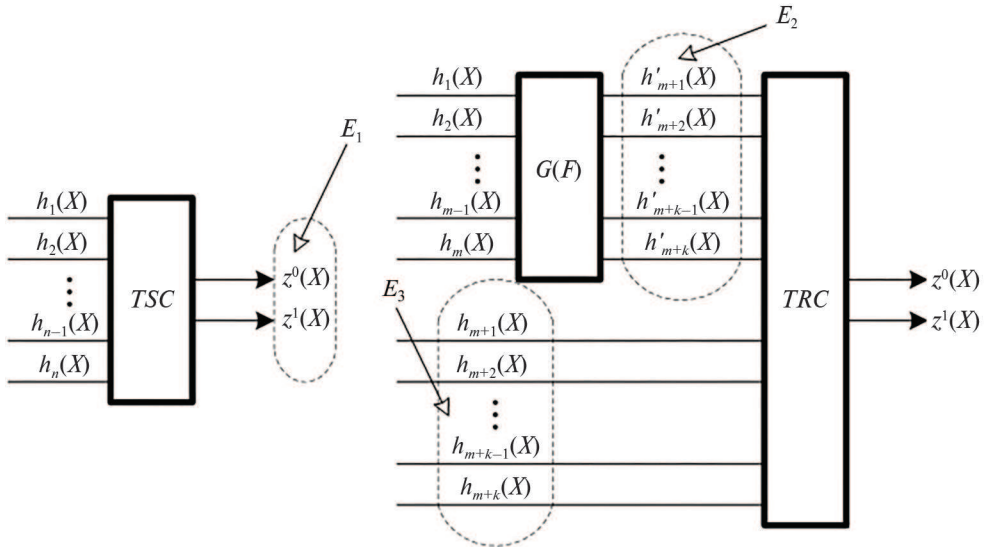 E₁
h₁(X)
h₂(X)
⋮
hₙ₋₁(X)
hₙ(X)
TSC
z⁰(X)
z¹(X)
E₂
h₁(X)
h₂(X)
⋮
hₘ₋₁(X)
hₘ(X)
G(F)
h'ₘ₊₁(X)
h'ₘ₊₂(X)
⋮
h'ₘ₊ₖ₋₁(X)
h'ₘ₊ₖ(X)
E₃
hₘ₊₁(X)
hₘ₊₂(X)
⋮
hₘ₊ₖ₋₁(X)
hₘ₊ₖ(X)
TRC
z⁰(X)
z¹(X)